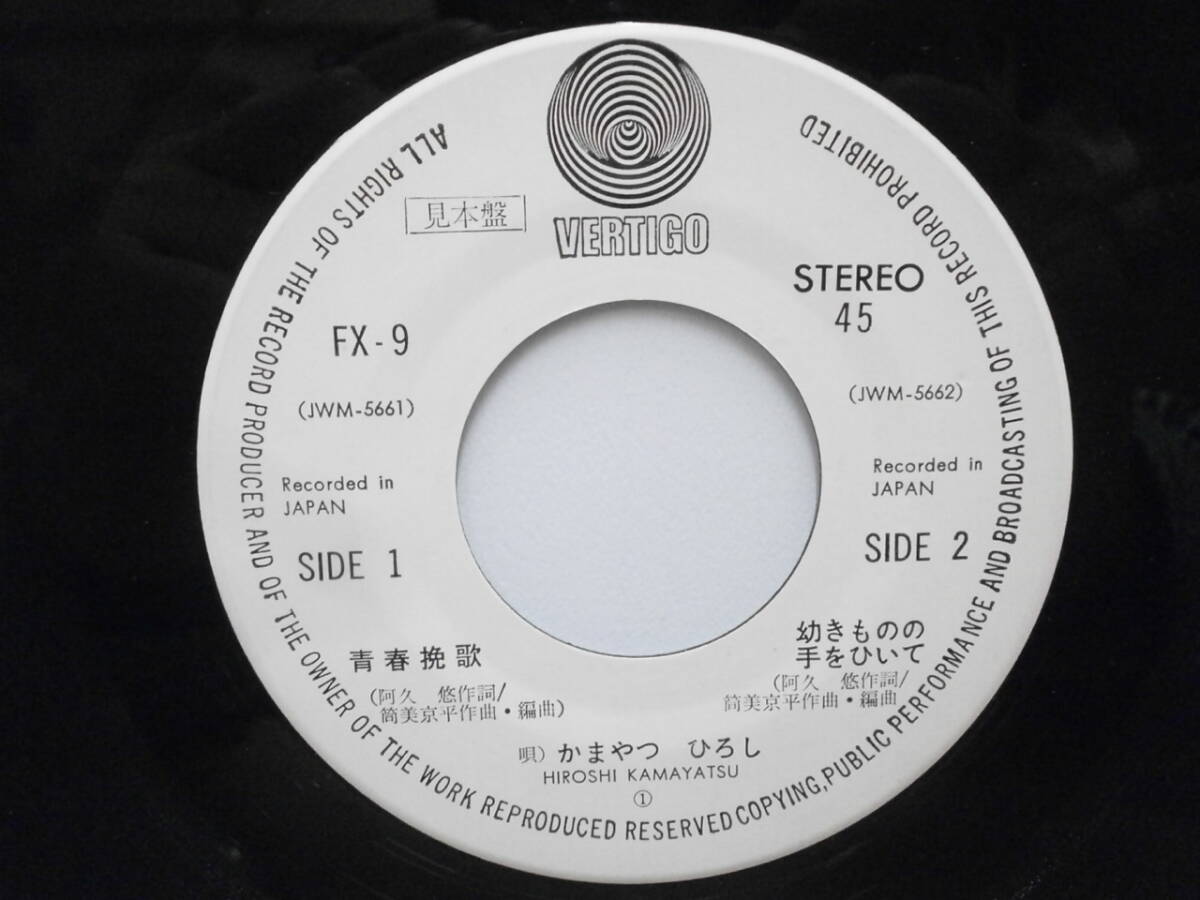 ALL RIGHTS OF THE RECORD PRODUCER AND OF THE OWNER OF THE WORK REPRODUCED RESERVED COPYING, PUBLIC PERFORMANCE AND BROADCASTING OF THIS RECORD PROHIBITED
VERTIGO
見本盤
STEREO
45
FX-9
(JWM-5661)
(JWM-5662)
Recorded in
JAPAN
Recorded in
JAPAN
SIDE 1
SIDE 2
青春挽歌
(阿久 悠作詞/
筒美京平作曲・編曲)
幼きものの
手をひいて
(阿久 悠作詞/
筒美京平作曲・編曲
唄) かまやつ ひろし
HIROSHI KAMAYATSU
①